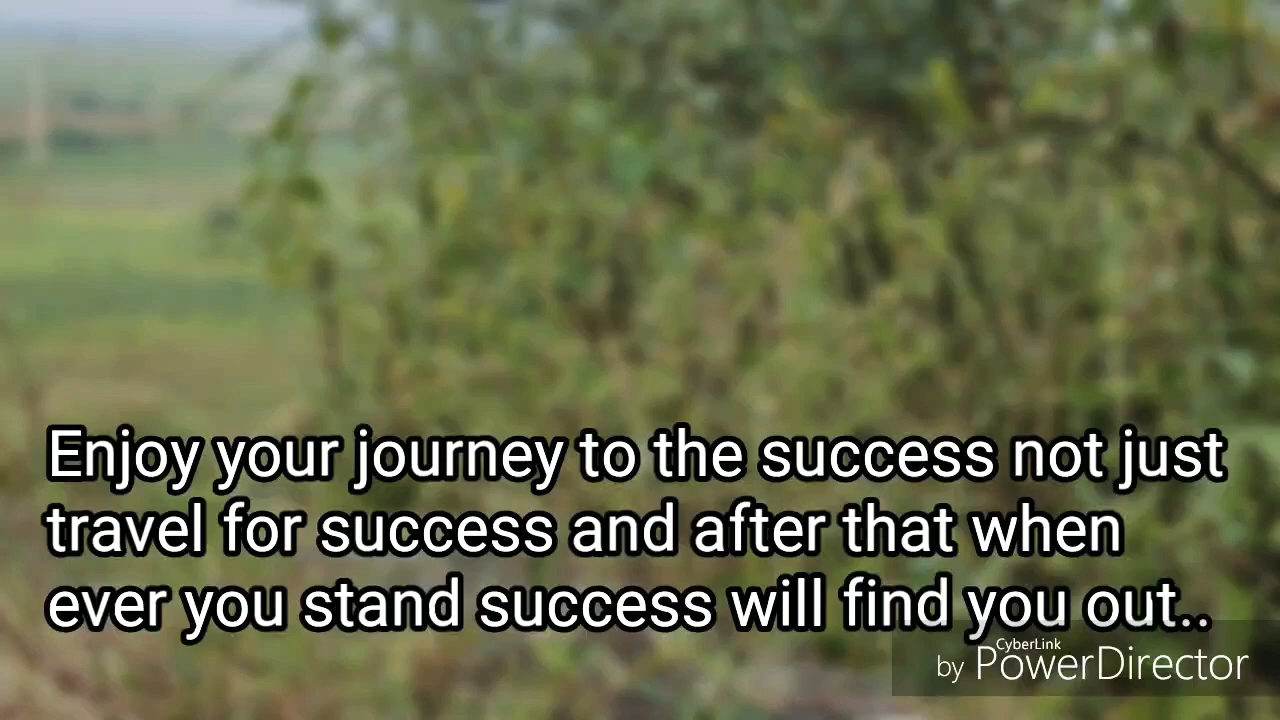 Enjoy your journey to the success not just
travel for success and after that when
ever you stand success will find you out..
CyberLink
by PowerDirector